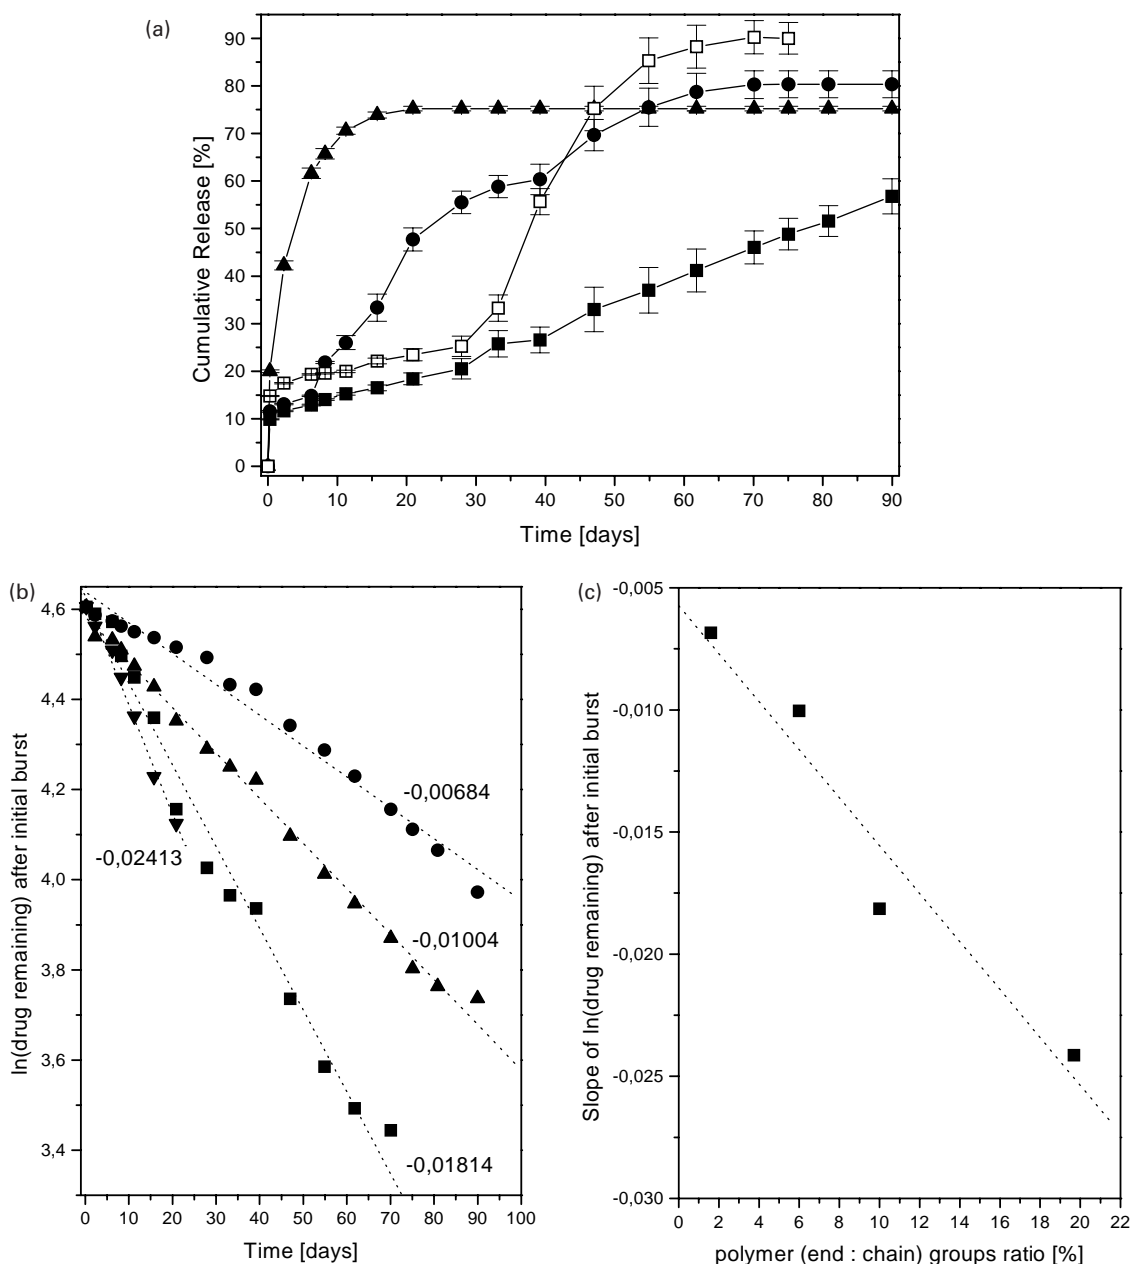 (a)
Cumulative Release [%]
90
80
70
60
50
40
30
20
10
0
0 10 20 30 40 50 60 70 80 90
Time [days]
(b)
ln(drug remaining) after initial burst
4,6
4,4
4,2
4,0
3,8
3,6
3,4
-0,00684
-0,02413
-0,01004
-0,01814
0 10 20 30 40 50 60 70 80 90 100
Time [days]
(c)
Slope of ln(drug remaining) after initial burst
-0,005
-0,010
-0,015
-0,020
-0,025
-0,030
0 2 4 6 8 10 12 14 16 18 20 22
polymer (end : chain) groups ratio [%]